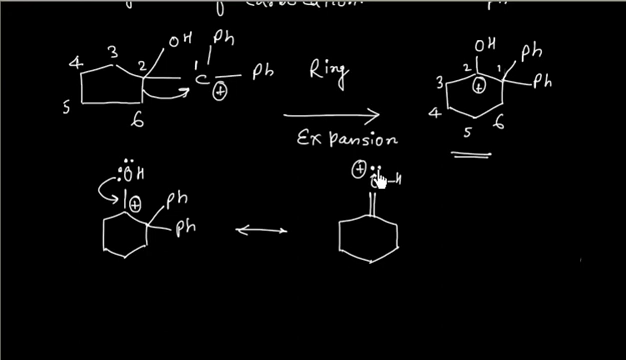 OH Ph
4 3 2 1 C Ph Ring OH Ph
⊕ 3 2 1 Ph
5 6 ⊕
4 5 6
Expansion
:ÖH ⊕ H
⊕ Ph
Ph